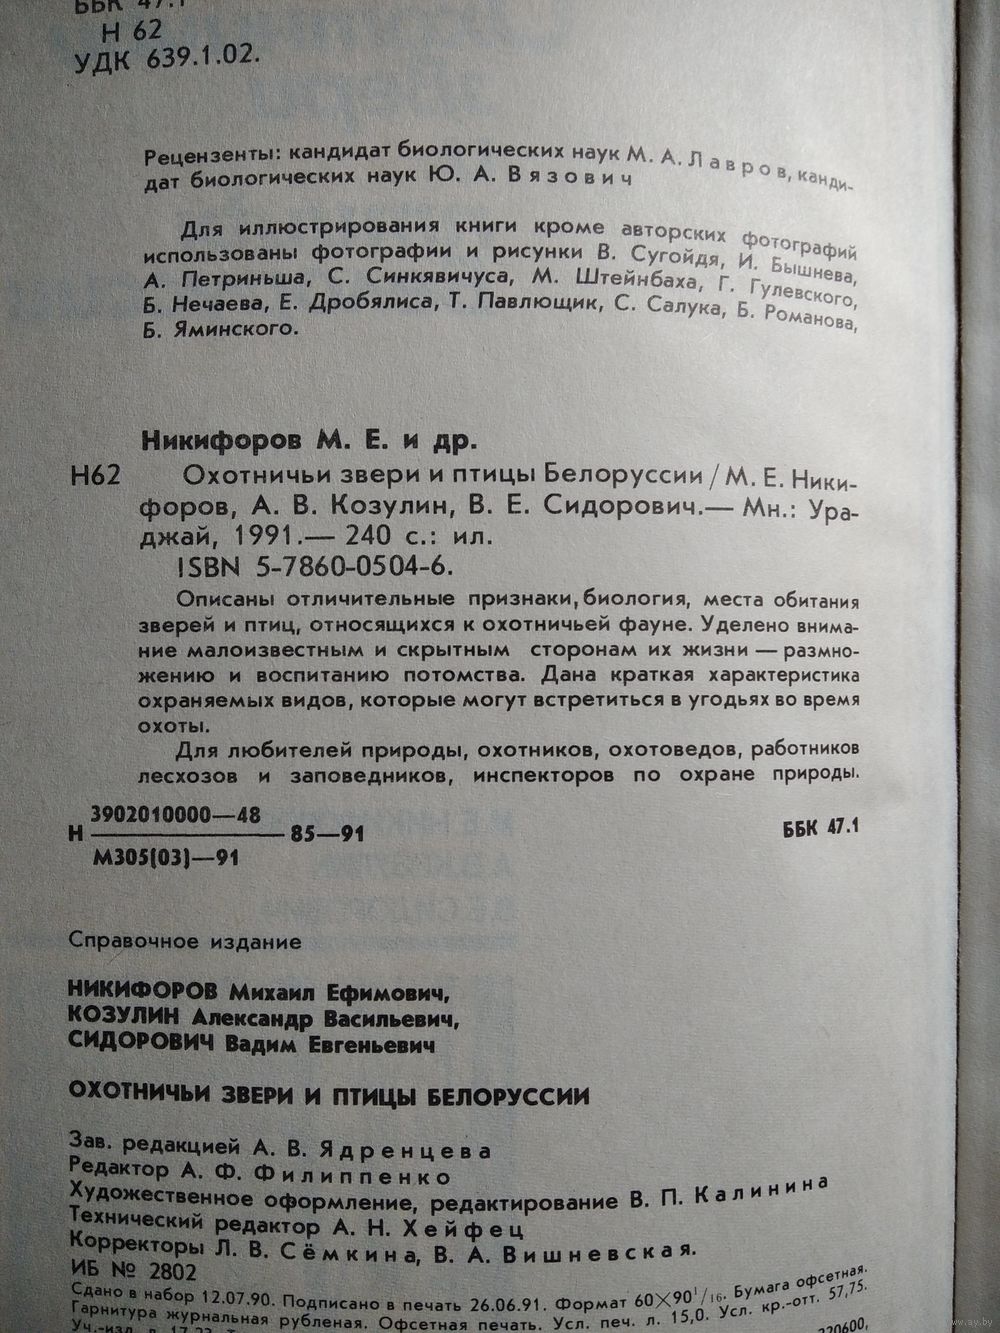 ББК 47.1
Н 62
УДК 639.1.02.
Рецензенты: кандидат биологических наук М. А. Лавров, канди-
дат биологических наук Ю. А. Вязович
Для иллюстрирования книги кроме авторских фотографий
использованы фотографии и рисунки В. Сугойдя, И. Бышнева,
А. Петриньша, С. Синкявичуса, М. Штейнбаха, Г. Гулевского,
Б. Нечаева, Е. Дробялиса, Т. Павлющик, С. Салука, Б. Романова,
Б. Яминского.
Никифоров М. Е. и др.
Н62 Охотничьи звери и птицы Белоруссии / М. Е. Ники-
форов, А. В. Козулин, В. Е. Сидорович.— Мн.: Ура-
джай, 1991.— 240 с.: ил.
ISBN 5-7860-0504-6.
Описаны отличительные признаки, биология, места обитания
зверей и птиц, относящихся к охотничьей фауне. Уделено внима-
ние малоизвестным и скрытным сторонам их жизни — размно-
жению и воспитанию потомства. Дана краткая характеристика
охраняемых видов, которые могут встретиться в угодьях во время
охоты.
Для любителей природы, охотников, охотоведов, работников
лесхозов и заповедников, инспекторов по охране природы.
3902010000—48
Н 85—91
М305(03)—91
ББК 47.1
Справочное издание
НИКИФОРОВ Михаил Ефимович,
КОЗУЛИН Александр Васильевич,
СИДОРОВИЧ Вадим Евгеньевич
ОХОТНИЧЬИ ЗВЕРИ И ПТИЦЫ БЕЛОРУССИИ
Зав. редакцией А. В. Ядренцева
Редактор А. Ф. Филиппенко
Художественное оформление, редактирование В. П. Калинина
Технический редактор А. Н. Хейфец
Корректоры Л. В. Сёмкина, В. А. Вишневская.
ИБ № 2802
Сдано в набор 12.07.90. Подписано в печать 26.06.91. Формат 60×90¹/₁₆. Бумага офсетная.
Гарнитура журнальная рубленая. Офсетная печать. Усл. печ. л. 15,0. Усл. кр.-отт. 57,75.
Уч.-изд. л. 220600,
www.ay.by